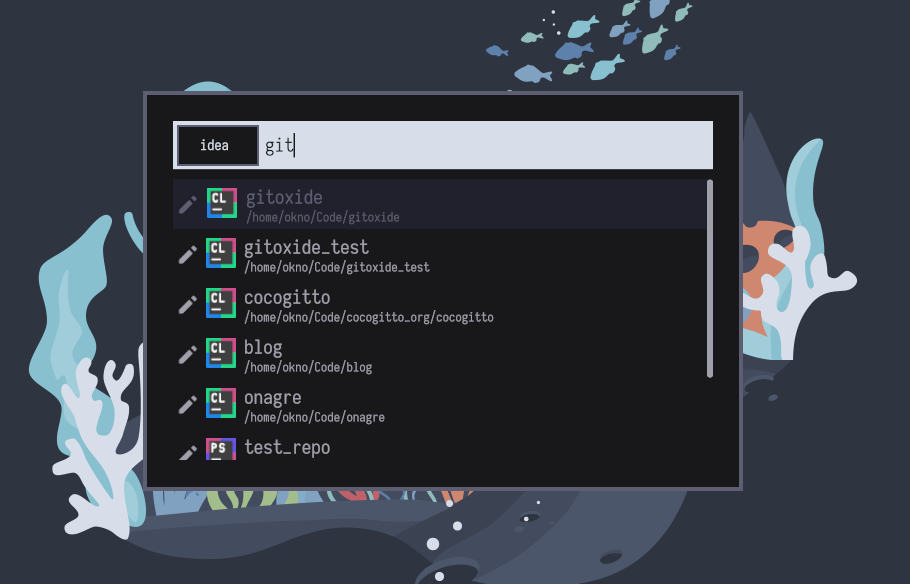 idea git
CL gitoxide
/home/okno/Code/gitoxide
CL gitoxide_test
/home/okno/Code/gitoxide_test
CL cocogitto
/home/okno/Code/cocogitto_org/cocogitto
CL blog
/home/okno/Code/blog
CL onagre
/home/okno/Code/onagre
PS test_repo